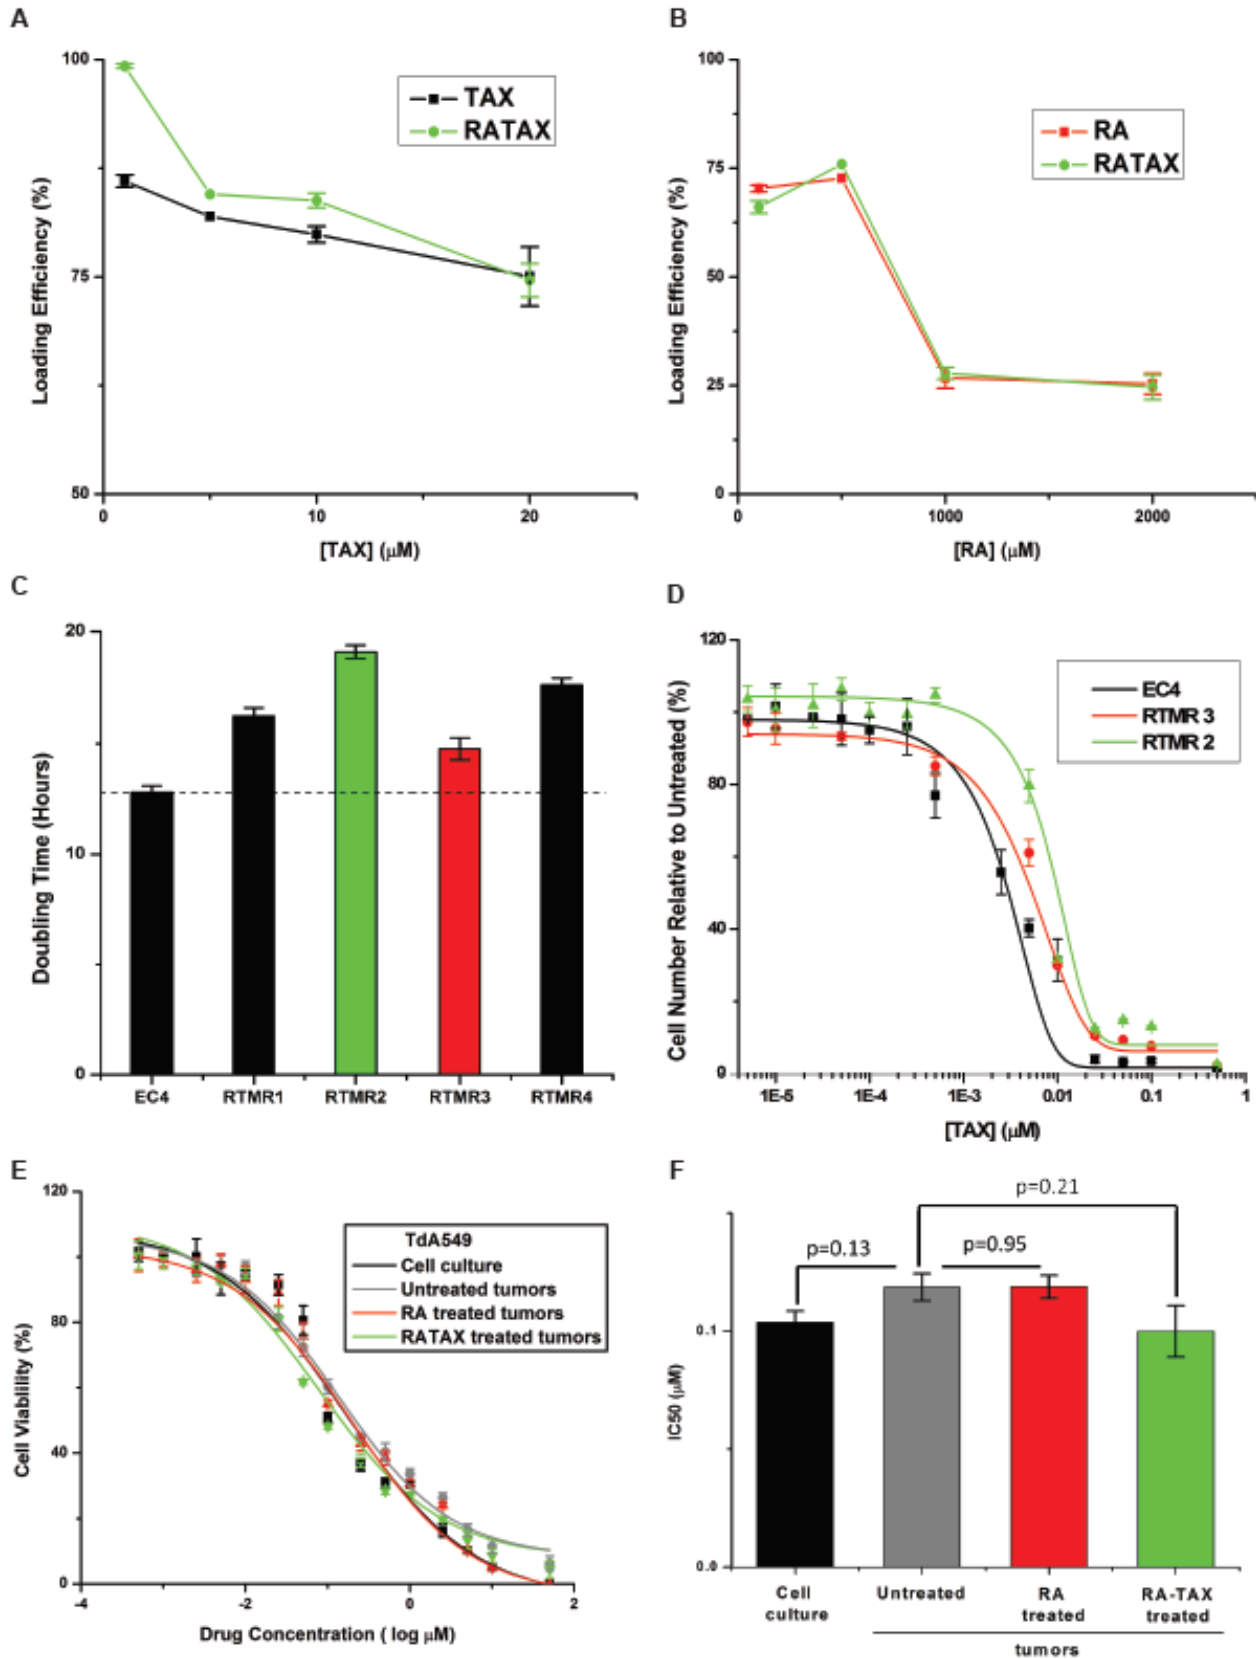 A
100
75
50
Loading Efficiency (%)
TAX
RATAX
0
10
20
[TAX] (μM)
B
100
75
50
25
0
Loading Efficiency (%)
RA
RATAX
0
1000
2000
[RA] (μM)
C
20
10
0
Doubling Time (Hours)
EC4
RTMR1
RTMR2
RTMR3
RTMR4
D
120
80
40
0
Cell Number Relative to Untreated (%)
EC4
RTMR 3
RTMR 2
1E-5
1E-4
1E-3
0.01
0.1
1
[TAX] (μM)
E
120
80
40
0
Cell Viablility (%)
TdA549
Cell culture
Untreated tumors
RA treated tumors
RATAX treated tumors
-4
-2
0
2
Drug Concentration ( log μM)
F
p=0.21
p=0.13
p=0.95
0.1
0.0
IC50 (μM)
Cell
culture
Untreated
RA
treated
RA-TAX
treated
tumors